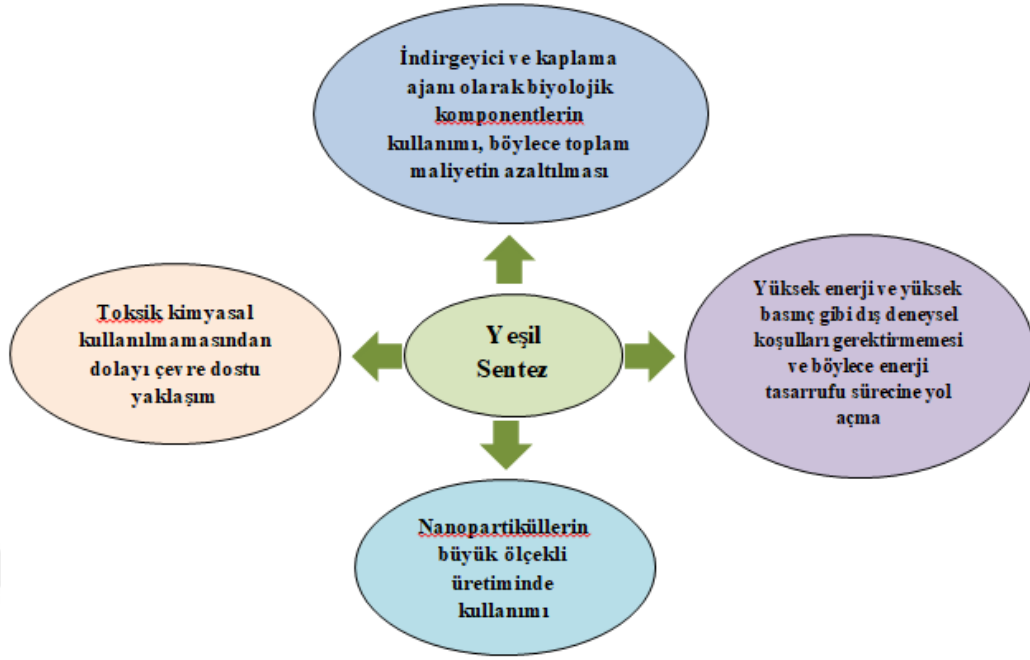 İndirgeyici ve kaplama
ajanı olarak biyolojik
komponentlerin
kullanımı, böylece toplam
maliyetin azaltılması
Toksik kimyasal
kullanılmamasından
dolayı çevre dostu
yaklaşım
Yeşil
Sentez
Yüksek enerji ve yüksek
basınç gibi dış deneysel
koşulları gerektirmemesi
ve böylece enerji
tasarrufu sürecine yol
açma
Nanopartiküllerin
büyük ölçekli
üretiminde
kullanımı